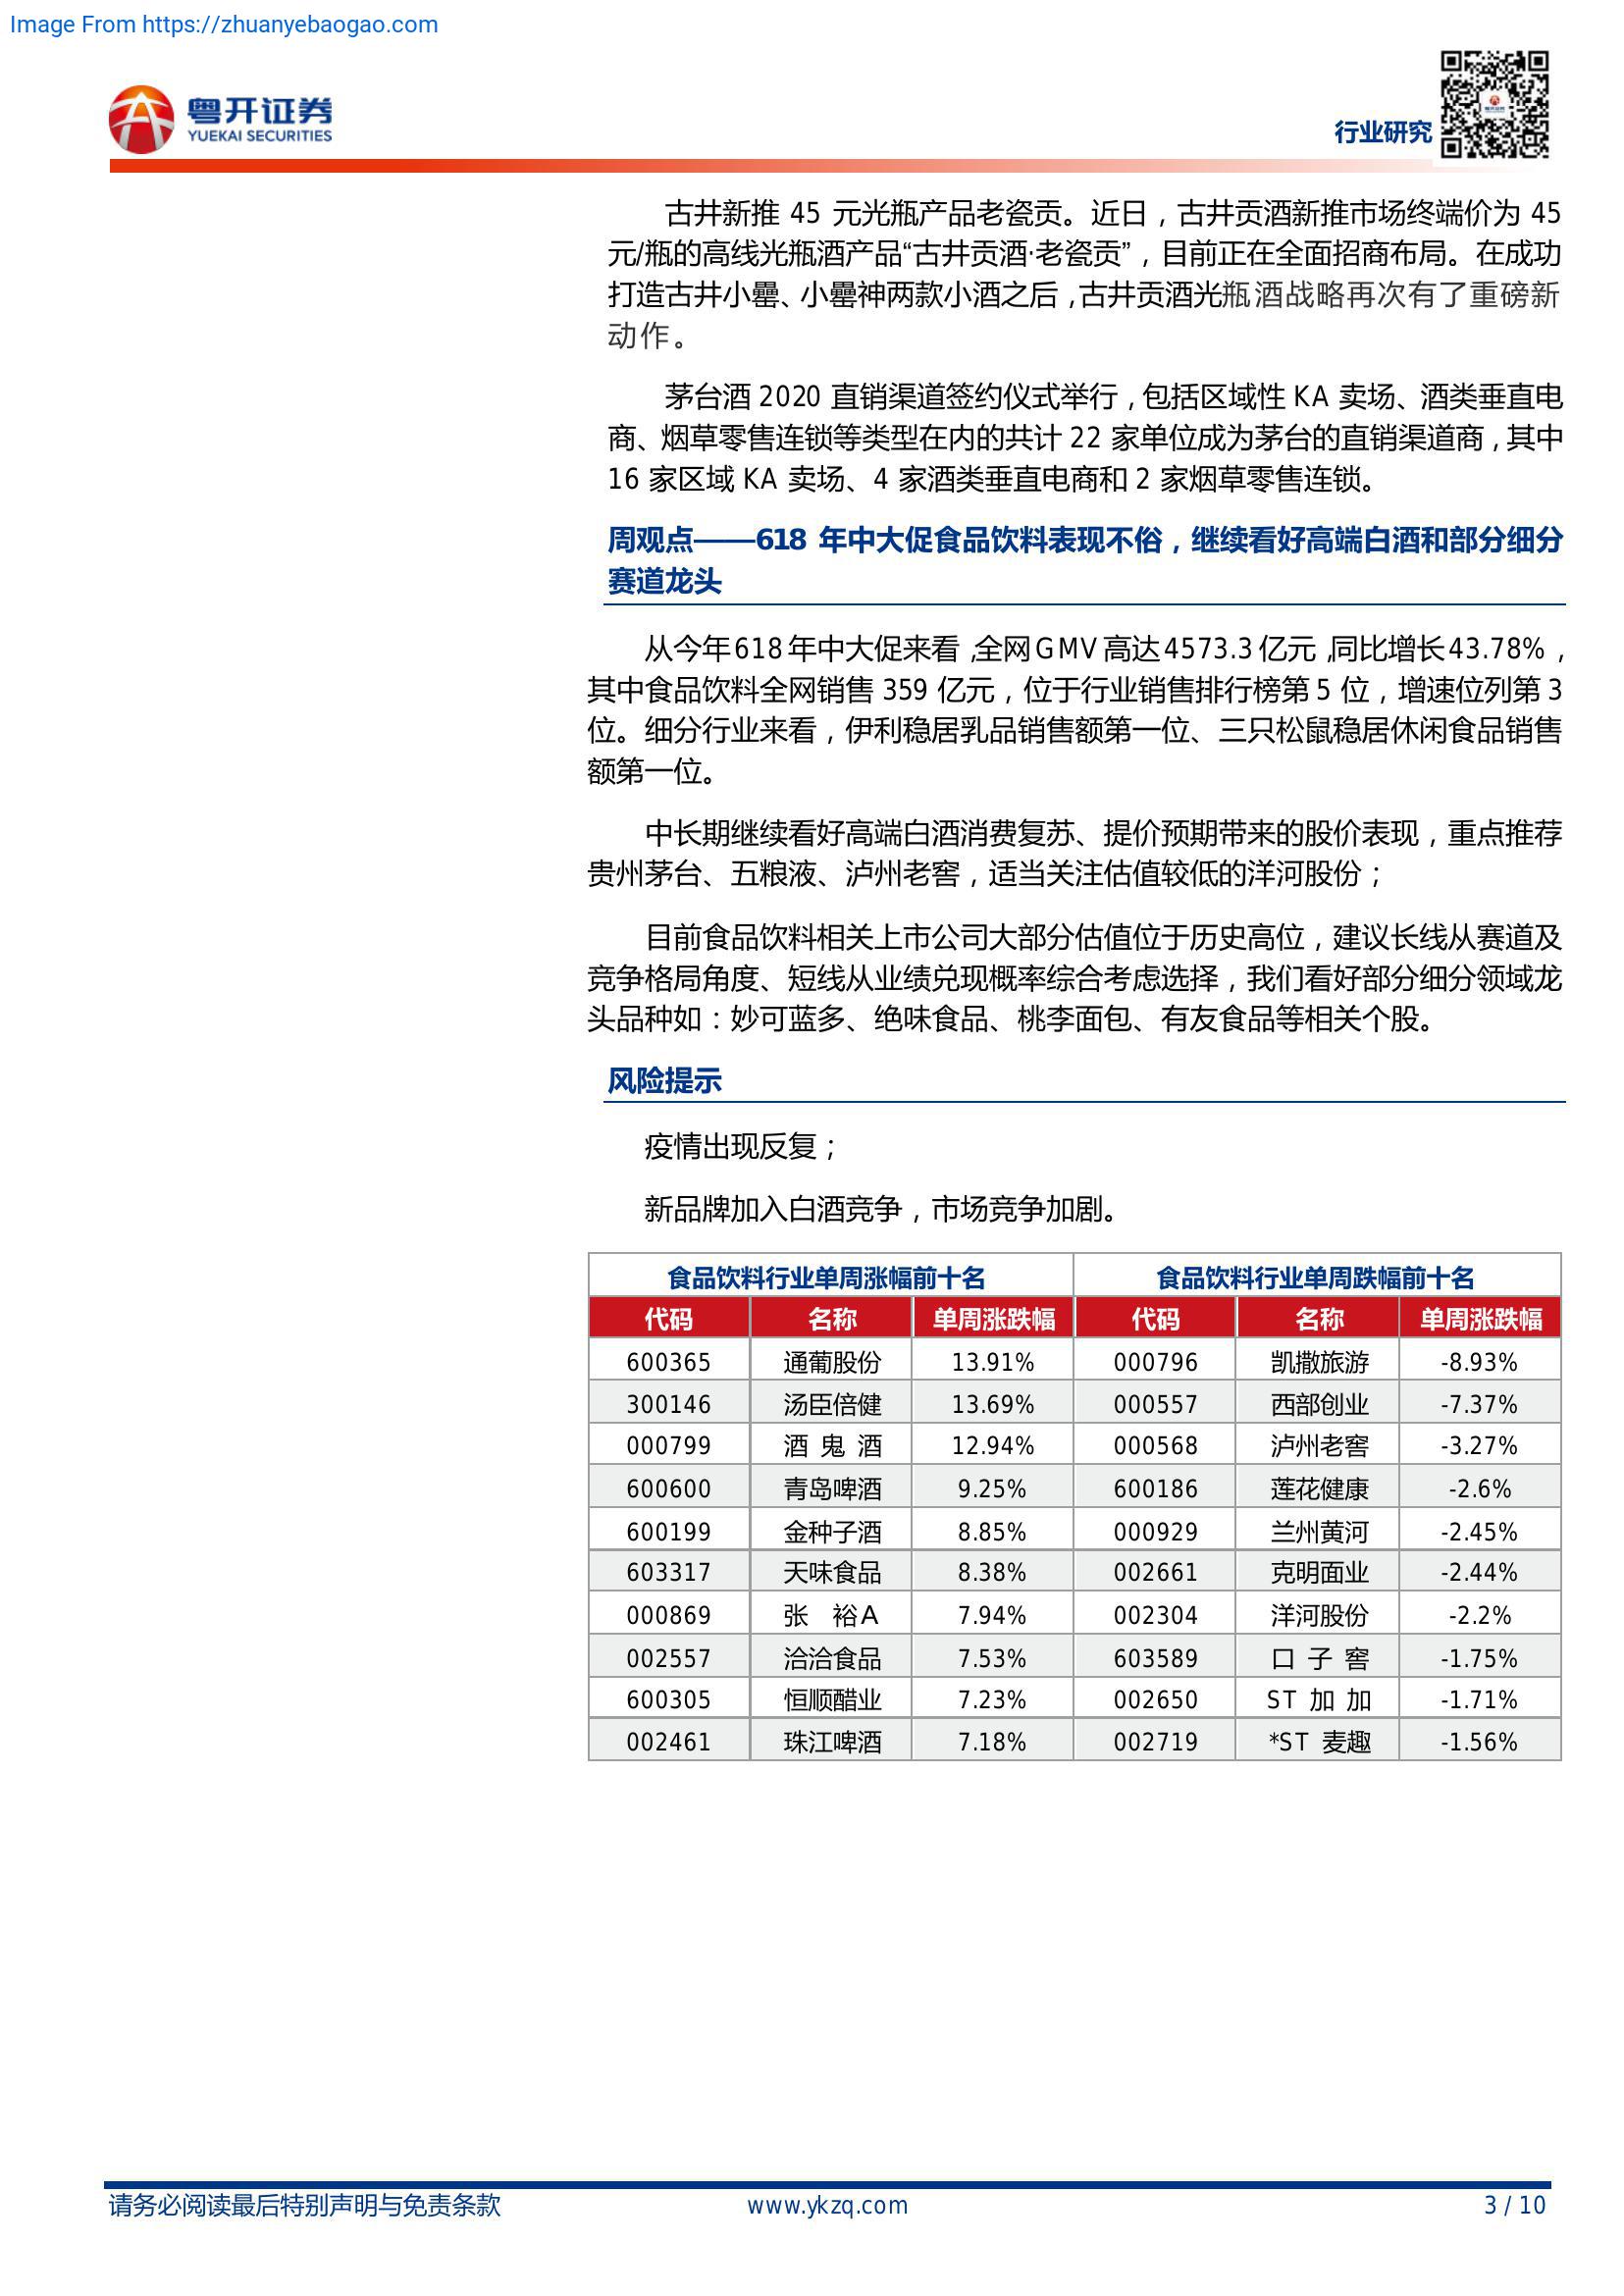 Image From https://zhuanyebaogao.com
粤开证券
YUEKAI SECURITIES
行业研究
古井新推 45 元光瓶产品老瓷贡。近日，古井贡酒新推市场终端价为 45
元/瓶的高线光瓶酒产品“古井贡酒·老瓷贡”，目前正在全面招商布局。在成功
打造古井小罍、小罍神两款小酒之后，古井贡酒光瓶酒战略再次有了重磅新
动作。
茅台酒 2020 直销渠道签约仪式举行，包括区域性 KA 卖场、酒类垂直电
商、烟草零售连锁等类型在内的共计 22 家单位成为茅台的直销渠道商，其中
16 家区域 KA 卖场、4 家酒类垂直电商和 2 家烟草零售连锁。
周观点——618 年中大促食品饮料表现不俗，继续看好高端白酒和部分细分
赛道龙头
从今年618年中大促来看，全网GMV高达4573.3亿元，同比增长43.78%，
其中食品饮料全网销售 359 亿元，位于行业销售排行榜第 5 位，增速位列第 3
位。细分行业来看，伊利稳居乳品销售额第一位、三只松鼠稳居休闲食品销售
额第一位。
中长期继续看好高端白酒消费复苏、提价预期带来的股价表现，重点推荐
贵州茅台、五粮液、泸州老窖，适当关注估值较低的洋河股份；
目前食品饮料相关上市公司大部分估值位于历史高位，建议长线从赛道及
竞争格局角度、短线从业绩兑现概率综合考虑选择，我们看好部分细分领域龙
头品种如：妙可蓝多、绝味食品、桃李面包、有友食品等相关个股。
风险提示
疫情出现反复；
新品牌加入白酒竞争，市场竞争加剧。
食品饮料行业单周涨幅前十名 食品饮料行业单周跌幅前十名
代码 名称 单周涨跌幅 代码 名称 单周涨跌幅
600365 通葡股份 13.91% 000796 凯撒旅游 -8.93%
300146 汤臣倍健 13.69% 000557 西部创业 -7.37%
000799 酒 鬼 酒 12.94% 000568 泸州老窖 -3.27%
600600 青岛啤酒 9.25% 600186 莲花健康 -2.6%
600199 金种子酒 8.85% 000929 兰州黄河 -2.45%
603317 天味食品 8.38% 002661 克明面业 -2.44%
000869 张 裕A 7.94% 002304 洋河股份 -2.2%
002557 洽洽食品 7.53% 603589 口 子 窖 -1.75%
600305 恒顺醋业 7.23% 002650 ST 加 加 -1.71%
002461 珠江啤酒 7.18% 002719 *ST 麦趣 -1.56%
请务必阅读最后特别声明与免责条款 www.ykzq.com 3 / 10